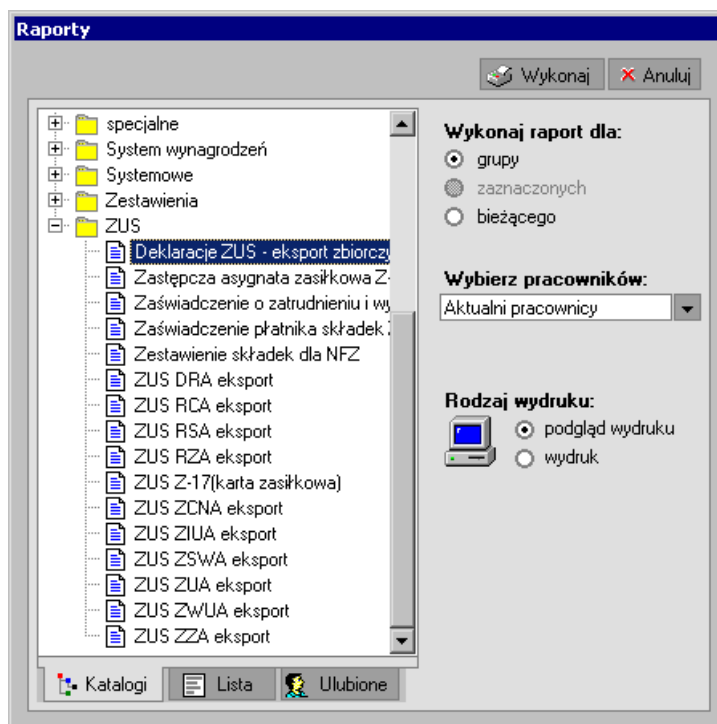 Raporty
Wykonaj
Anuluj
specjalne
System wynagrodzeń
Systemowe
Zestawienia
ZUS
Deklaracje ZUS - eksport zbiorczy
Zastępcza asygnata zasiłkowa Z-
Zaświadczenie o zatrudnieniu i wy
Zaświadczenie płatnika składek
Zestawienie składek dla NFZ
ZUS DRA eksport
ZUS RCA eksport
ZUS RSA eksport
ZUS RZA eksport
ZUS Z-17(karta zasiłkowa)
ZUS ZCNA eksport
ZUS ZIUA eksport
ZUS ZSWA eksport
ZUS ZUA eksport
ZUS ZWUA eksport
ZUS ZZA eksport
Katalogi
Lista
Ulubione
Wykonaj raport dla:
grupy
zaznaczonych
bieżącego
Wybierz pracowników:
Aktualni pracownicy
Rodzaj wydruku:
podgląd wydruku
wydruk